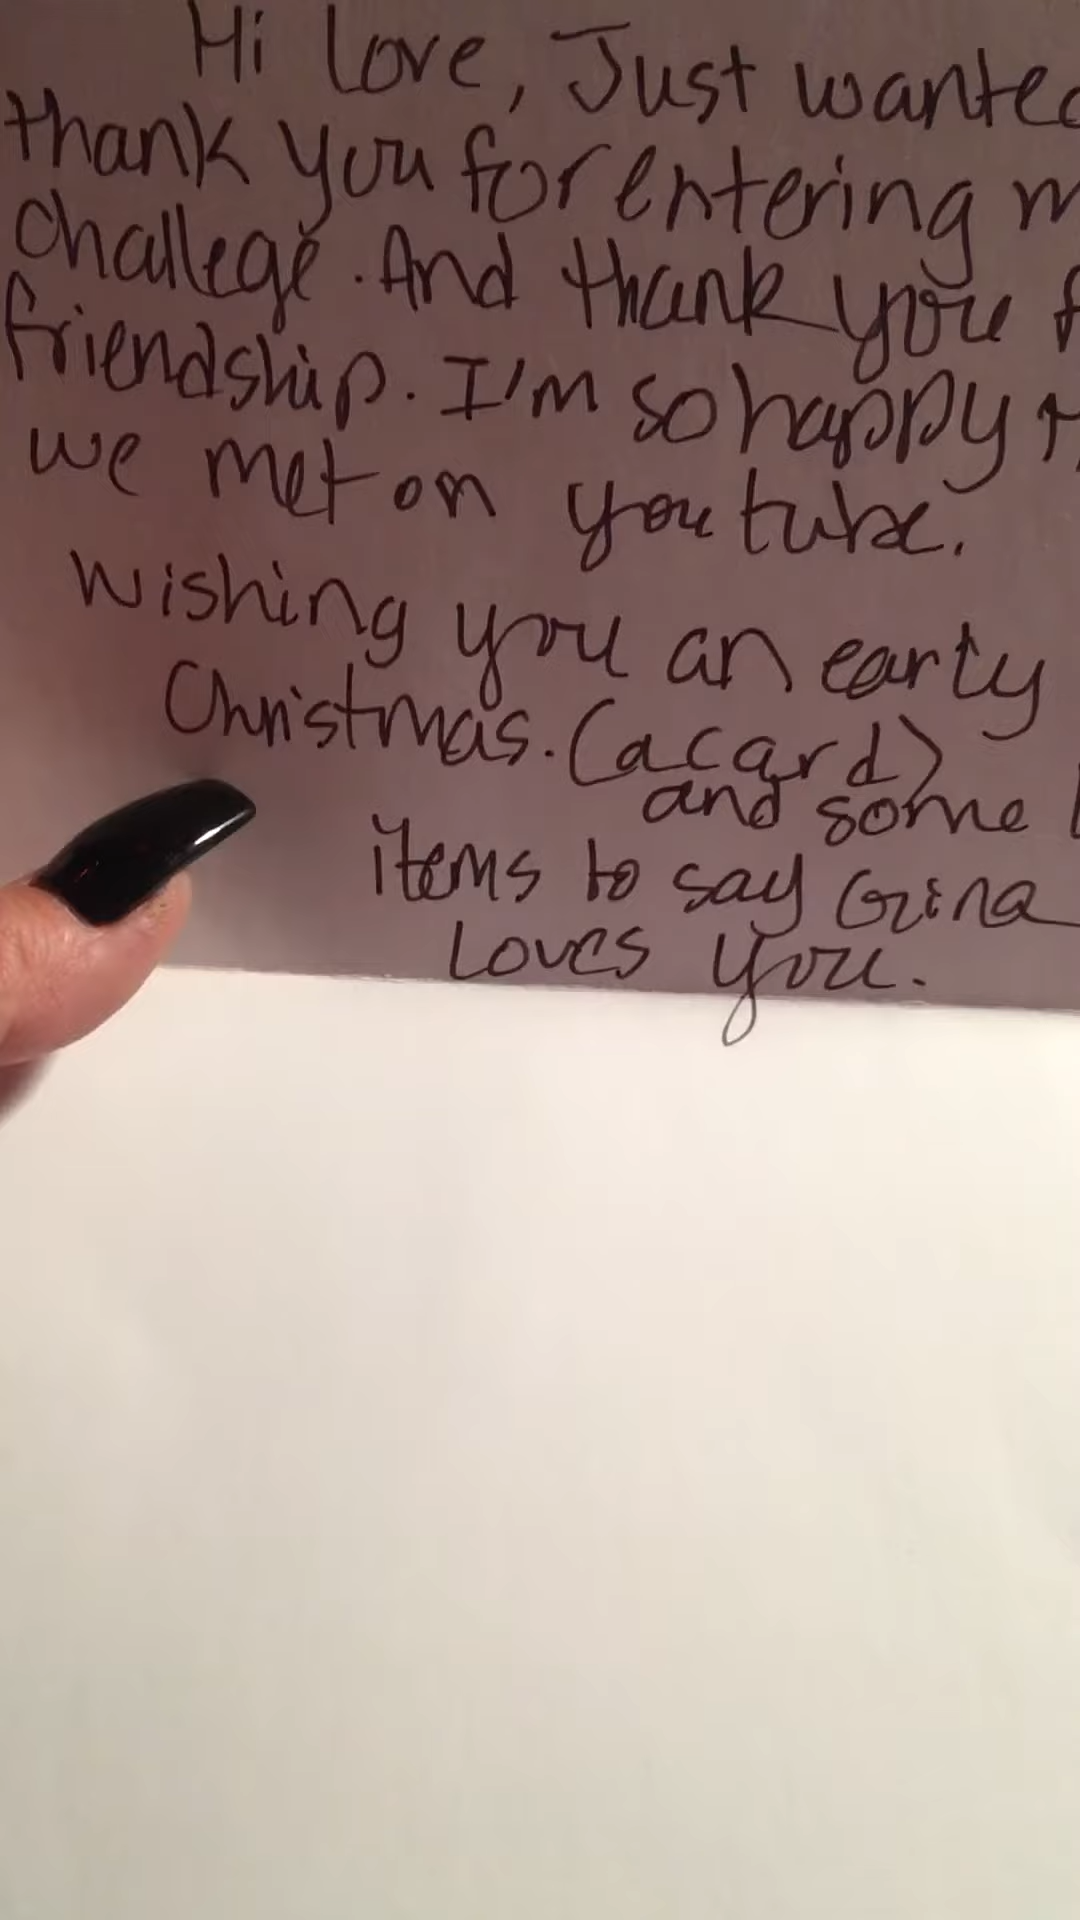 Hi Love, Just wanted
thank you for entering m
Challege. And thank you f
friendship. I'm so happy th
we met on youtube.
Wishing you an early
Christmas. (a card)
and some
items to say Gina
Loves you.